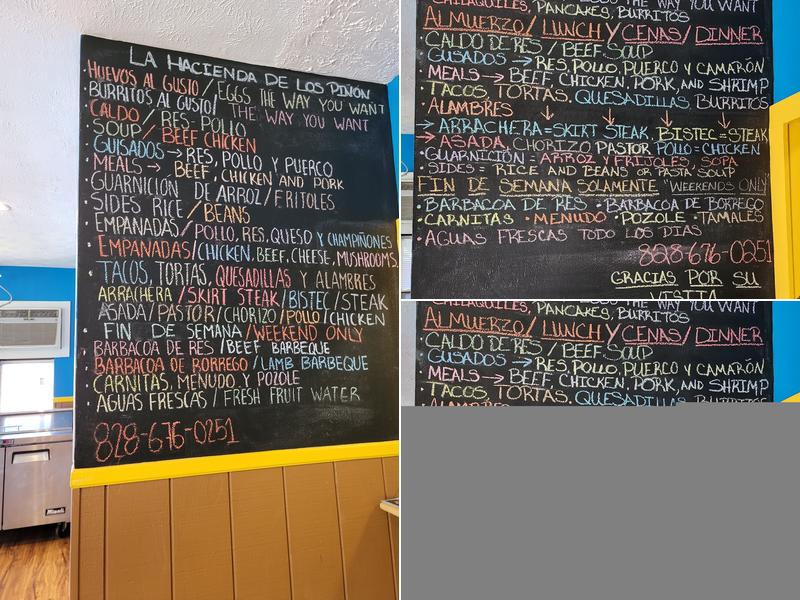 LA HACIENDA DE LOS PINÓN
• HUEVOS AL GUSTO / EGGS THE WAY YOU WANT
• BURRITOS AL GUSTO / THE WAY YOU WANT
• CALDO / RES - POLLO
• SOUP / BEEF CHICKEN
• GUISADOS → RES, POLLO Y PUERCO
• MEALS → BEEF, CHICKEN AND PORK
• GUARNICIÓN DE ARROZ / FRITOLES
• SIDES RICE / BEANS
• EMPANADAS / POLLO, RES, QUESO Y CHAMPIÑONES
• EMPANADAS / CHICKEN, BEEF, CHEESE, MUSHROOMS
• TACOS, TORTAS, QUESADILLAS Y ALAMBRES
ARRACHERA / SKIRT STEAK / BISTEC / STEAK
ASADA / PASTOR / CHORIZO / POLLO / CHICKEN
• FIN DE SEMANA / WEEKEND ONLY
• BARBACOA DE RES / BEEF BARBEQUE
• BARBACOA DE BORREGO / LAMB BARBEQUE
• CARNITAS, MENUDO Y POZOLE
• AGUAS FRESCAS / FRESH FRUIT WATER
828-676-0251
CHILAQUILES, PANCAKES, BURRITOS
ALMUERZO / LUNCH Y CENAS / DINNER
• CALDO DE RES / BEEF SOUP
• GUSADOS → RES, POLLO, PUERCO Y CAMARÓN
• MEALS → BEEF, CHICKEN, PORK, AND SHRIMP
• TACOS, TORTAS, QUESADILLAS, BURRITOS
• ALAMBRES
→ ARRACHERA = SKIRT STEAK, BISTEC = STEAK
→ ASADA, CHORIZO, PASTOR, POLLO = CHICKEN
• GUARNICIÓN = ARROZ Y FRIJOLES, SOPA
• SIDES = RICE AND BEANS OR PASTA SOUP
FIN DE SEMANA SOLAMENTE "WEEKENDS ONLY"
• BARBACOA DE RES • BARBACOA DE BORREGO
• CARNITAS • MENUDO • POZOLE • TAMALES
• AGUAS FRESCAS TODO LOS DIAS
828-676-0251
GRACIAS POR SU
VISITA
CHILAQUILES, PANCAKES, BURRITOS
ALMUERZO / LUNCH Y CENAS / DINNER
• CALDO DE RES / BEEF SOUP
• GUSADOS → RES, POLLO, PUERCO Y CAMARÓN
• MEALS → BEEF, CHICKEN, PORK, AND SHRIMP
• TACOS, TORTAS, QUESADILLAS, BURRITOS